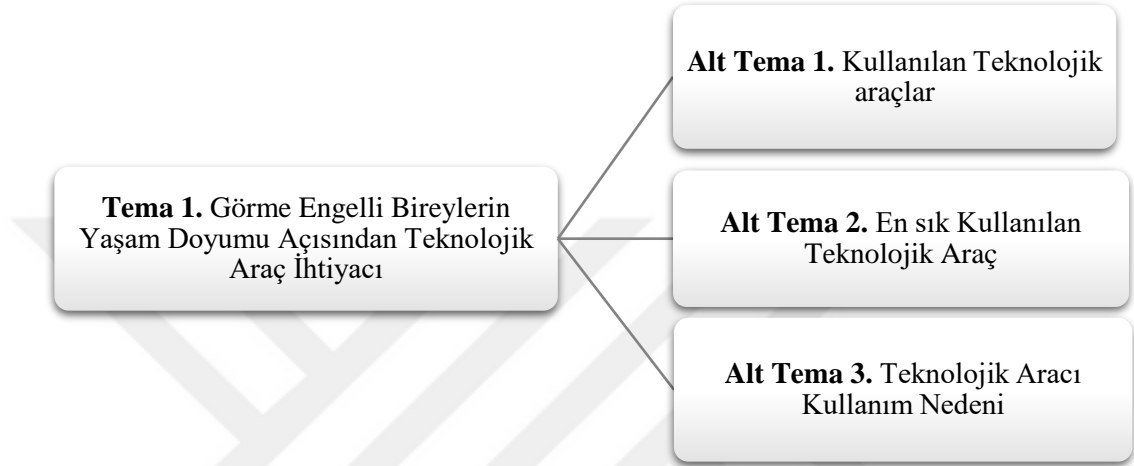 Alt Tema 1. Kullanılan Teknolojik
araçlar
Tema 1. Görme Engelli Bireylerin
Yaşam Doyumu Açısından Teknolojik
Araç İhtiyacı
Alt Tema 2. En sık Kullanılan
Teknolojik Araç
Alt Tema 3. Teknolojik Aracı
Kullanım Nedeni